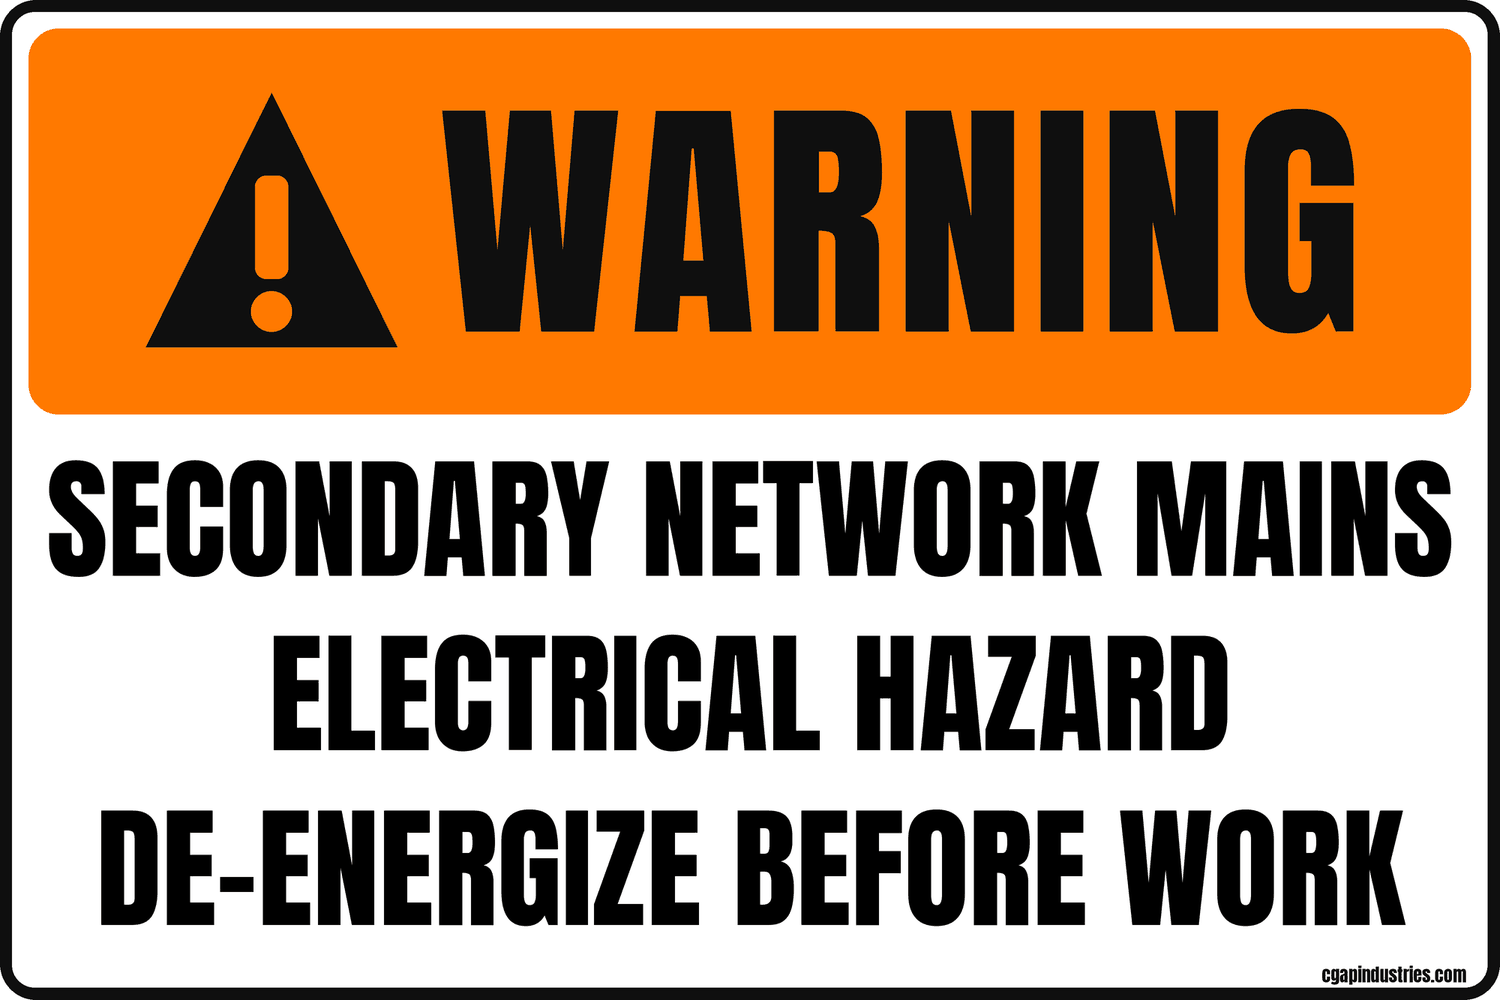 WARNING
SECONDARY NETWORK MAINS
ELECTRICAL HAZARD
DE-ENERGIZE BEFORE WORK
cgapindustries.com